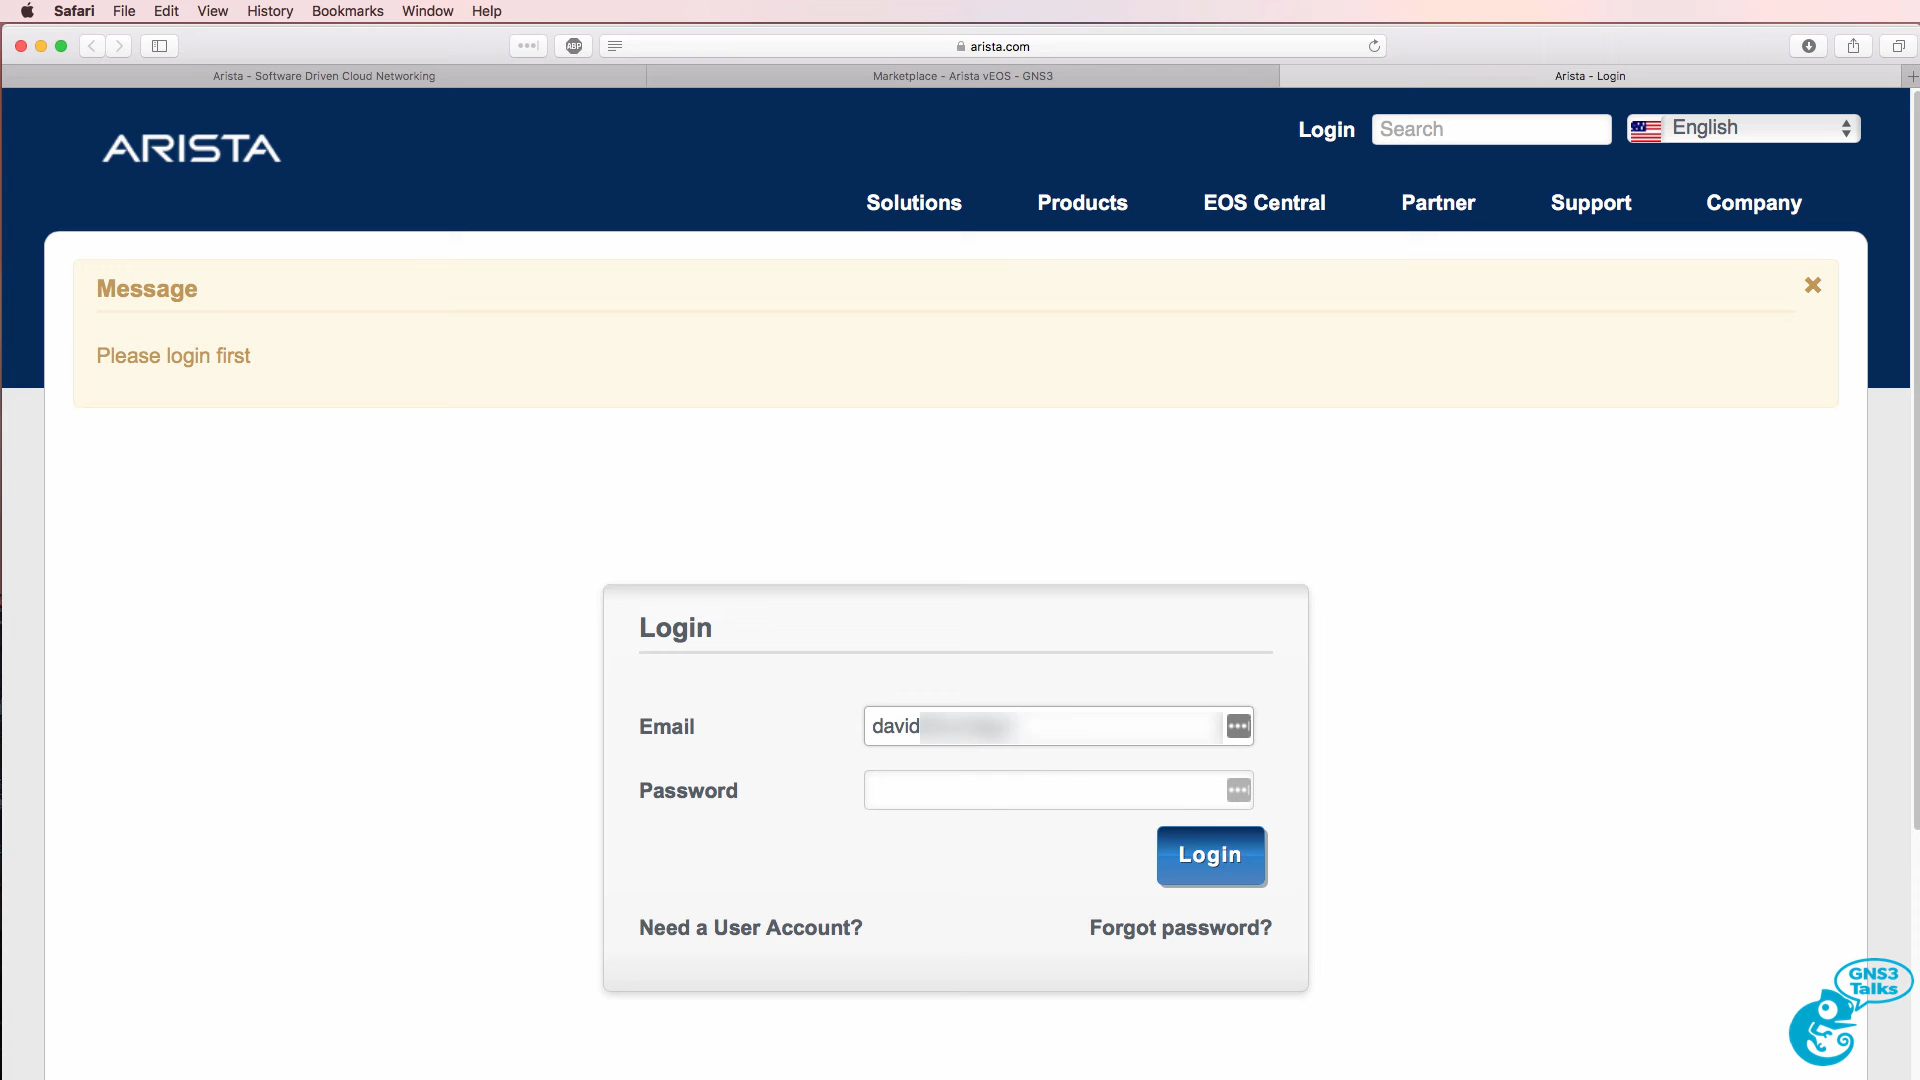 Safari File Edit View History Bookmarks Window Help
ABP
arista.com
Arista - Software Driven Cloud Networking
Marketplace - Arista vEOS - GNS3
Arista - Login
ARISTA
Login
Search
English
Solutions
Products
EOS Central
Partner
Support
Company
Message
Please login first
Login
Email
david
Password
Login
Need a User Account?
Forgot password?
GNS3
Talks